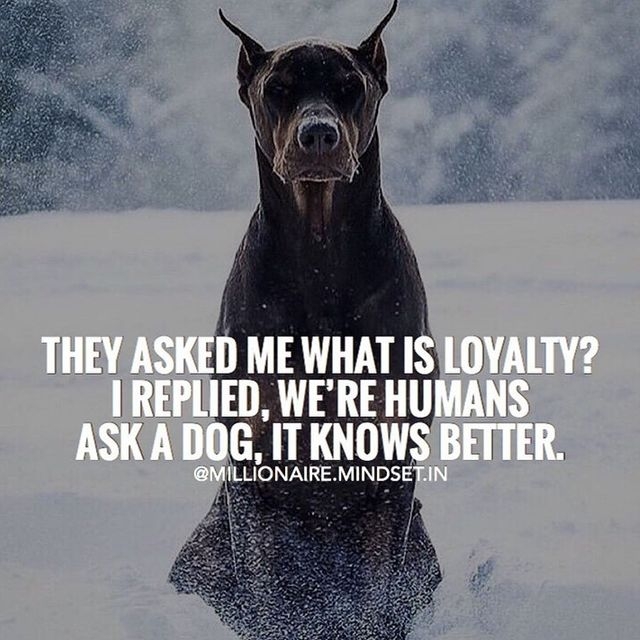 THEY ASKED ME WHAT IS LOYALTY?
I REPLIED, WE'RE HUMANS
ASK A DOG, IT KNOWS BETTER.
@MILLIONAIRE.MINDSET.IN